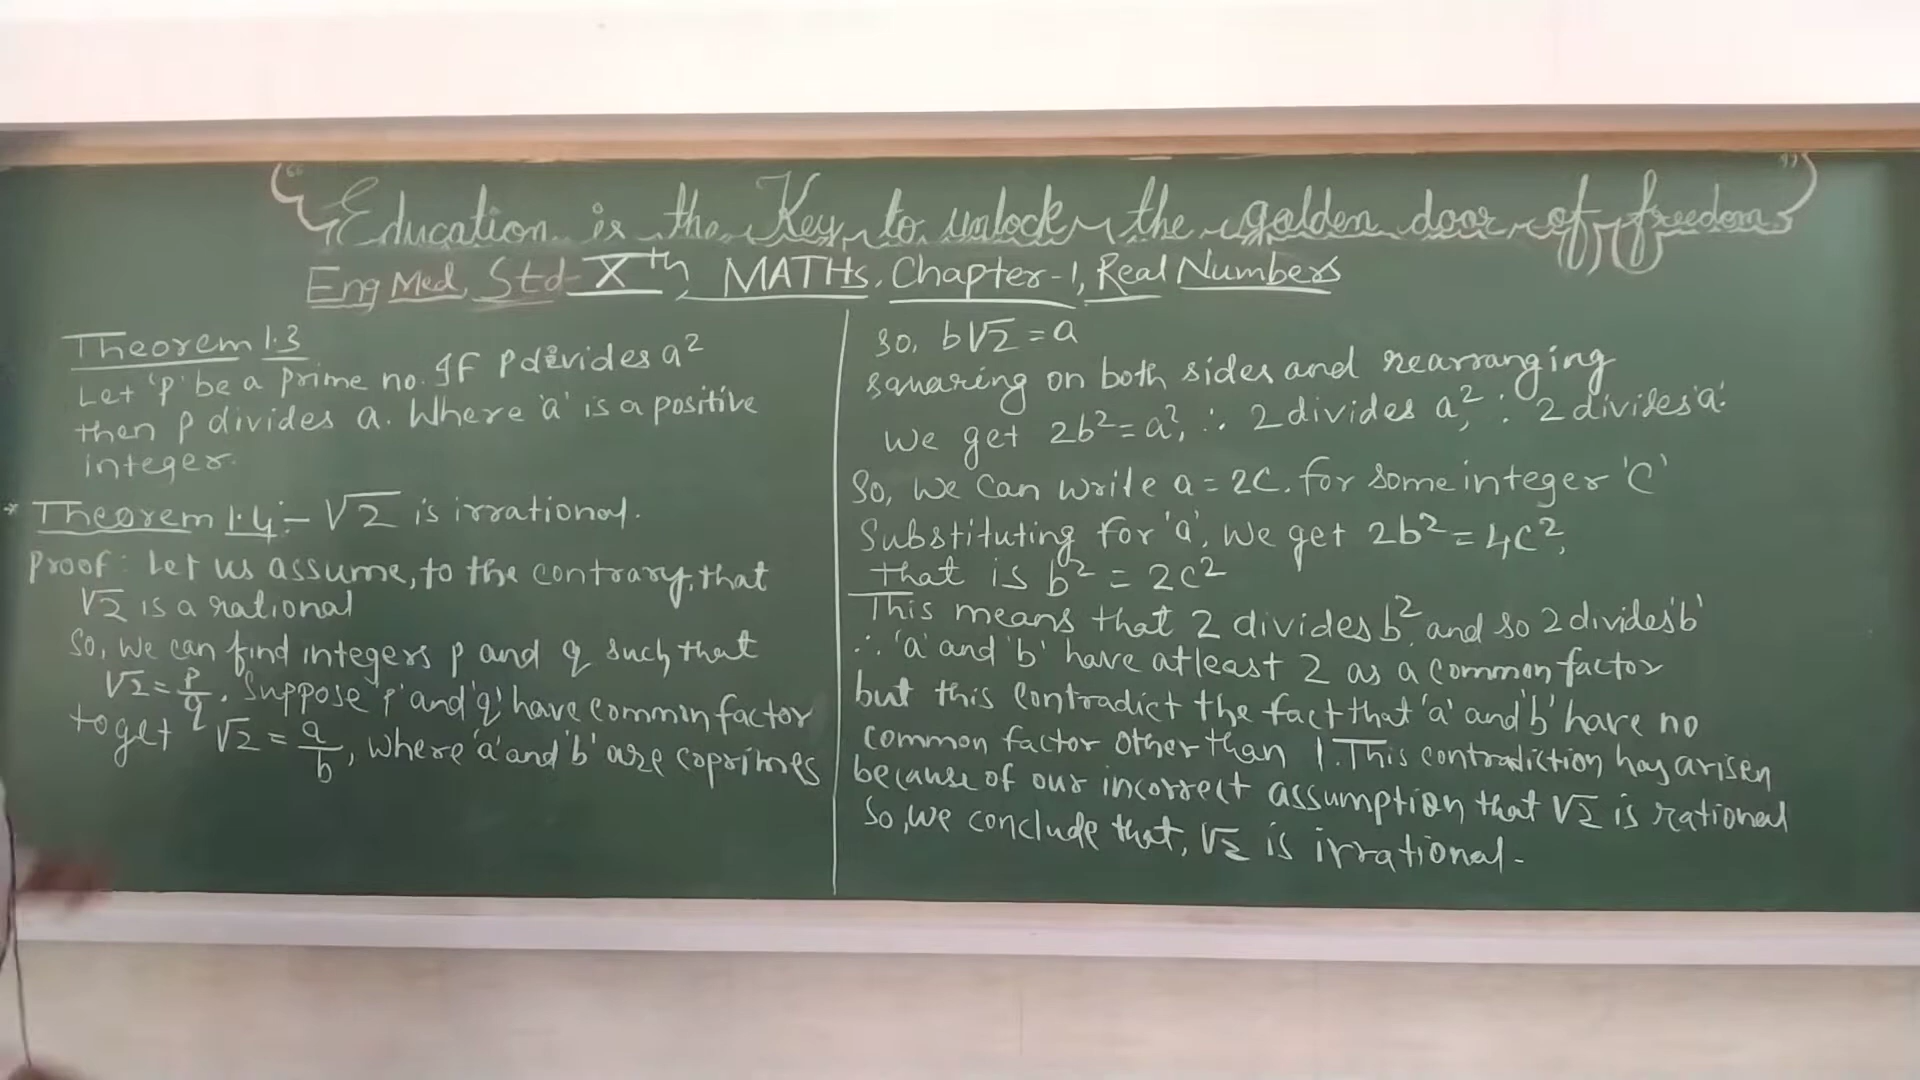 “Education is the Key to unlock the golden door of freedom”
Eng Med, Std - Xth, MATHs, Chapter-1, Real Numbers
Theorem 1.3
Let 'p' be a prime no. If p divides a²
then p divides a. Where 'a' is a positive
integer.
* Theorem 1.4:- √2 is irrational.
Proof: Let us assume, to the contrary, that
√2 is a rational
So, we can find integers p and q such that
√2 = p/q. Suppose 'p' and 'q' have common factor
to get √2 = a/b, where 'a' and 'b' are coprimes
so, b√2 = a
squaring on both sides and rearranging
we get 2b² = a², ∴ 2 divides a², ∴ 2 divides 'a'.
So, we can write a = 2c. for some integer 'c'
Substituting for 'a', we get 2b² = 4c²,
that is b² = 2c²
This means that 2 divides b² and so 2 divides 'b'
∴ 'a' and 'b' have atleast 2 as a common factor
but this contradict the fact that 'a' and 'b' have no
common factor other than 1. This contradiction has arisen
because of our incorrect assumption that √2 is rational
So, we conclude that, √2 is irrational-